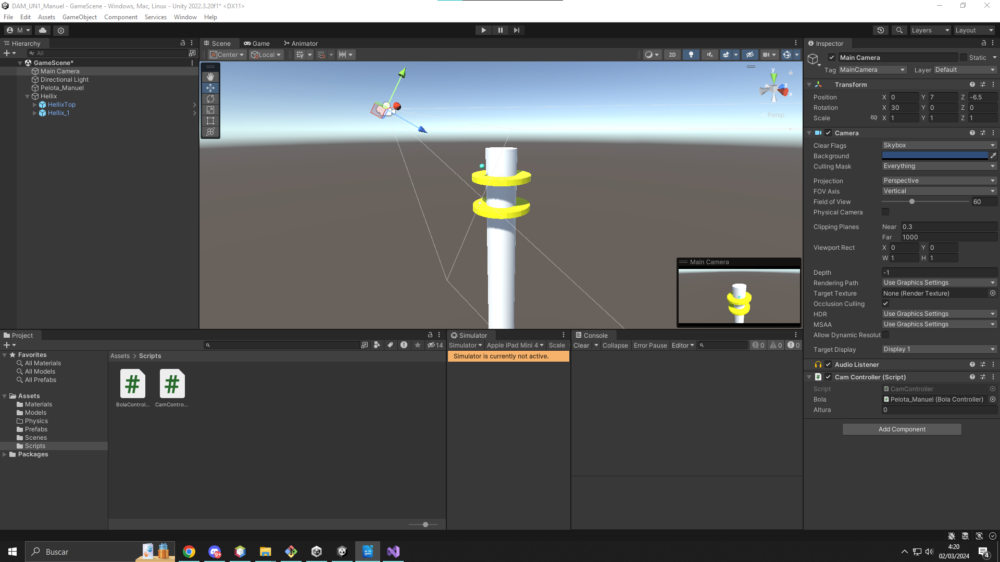 DAM_UN1_Manuel - GameScene - Windows, Mac, Linux - Unity 2022.3.20f1* <DX11>
File Edit Assets GameObject Component Services Window Help
M
Layers
Layout
Hierarchy
All
GameScene*
Main Camera
Directional Light
Pelota_Manuel
Hellix
HellixTop
Hellix_1
Scene Game Animator
Center Local 2D
y
z
x
Persp
Main Camera
Inspector
Main Camera Static
Tag MainCamera Layer Default
Transform
Position X 0 Y 7 Z -6.5
Rotation X 30 Y 0 Z 0
Scale X 1 Y 1 Z 1
Camera
Clear Flags Skybox
Background
Culling Mask Everything
Projection Perspective
FOV Axis Vertical
Field of View 60
Physical Camera
Clipping Planes Near 0.3
Far 1000
Viewport Rect X 0 Y 0
W 1 H 1
Depth -1
Rendering Path Use Graphics Settings
Target Texture None (Render Texture)
Occlusion Culling
HDR Use Graphics Settings
MSAA Use Graphics Settings
Allow Dynamic Resolut
Target Display Display 1
Audio Listener
Cam Controller (Script)
Script CamController
Bola Pelota_Manuel (Bola Controller)
Altura 0
Add Component
Project
14
Favorites
All Materials
All Models
All Prefabs
Assets
Materials
Models
Physics
Prefabs
Scenes
Scripts
Packages
Assets > Scripts
BolaControl...
CamContro...
Simulator
Simulator Apple iPad Mini 4 Scale
Simulator is currently not active.
Console
Clear Collapse Error Pause Editor 0 0 0
Buscar
9+
4:20
02/03/2024
4